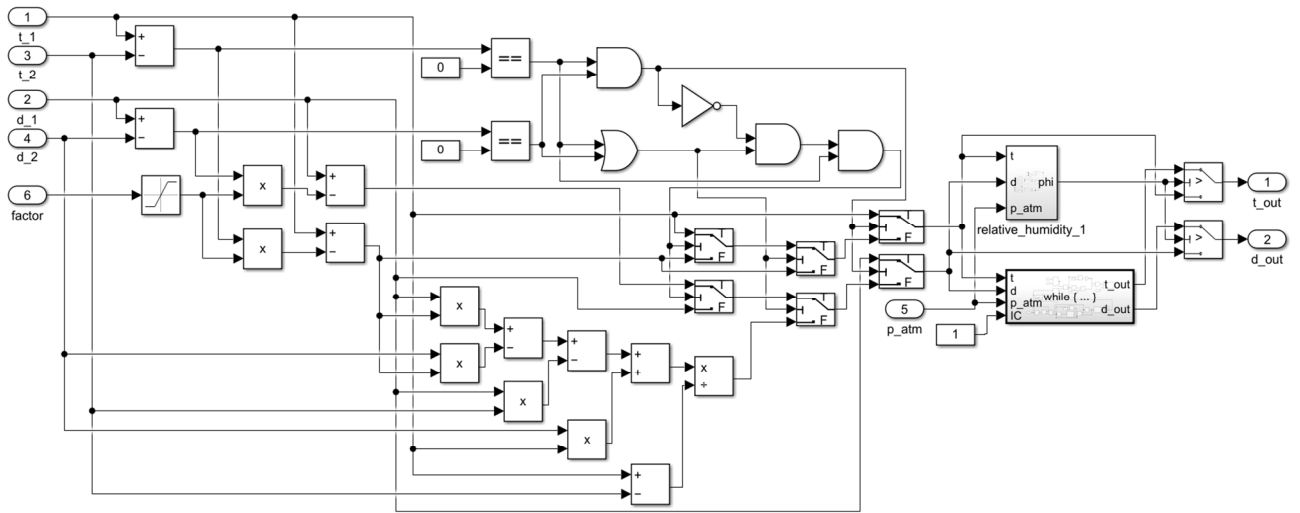 1
t_1
3
t_2
2
d_1
4
d_2
6
factor
+
−
+
−
0
==
0
==
x
x
+
−
+
−
T
F
T
F
T
F
T
F
T
F
T
F
x
x
+
−
x
+
−
x
+
+
x
÷
+
−
t
d
phi
p_atm
relative_humidity_1
5
p_atm
1
t
d
p_atm
IC
while { ... }
t_out
d_out
>
1
t_out
>
2
d_out